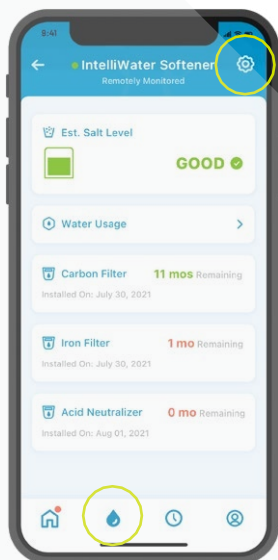 9:41
IntelliWater Softener
Remotely Monitored
Est. Salt Level
GOOD
Water Usage
Carbon Filter 11 mos Remaining
Installed On: July 30, 2021
Iron Filter 1 mo Remaining
Installed On: July 30, 2021
Acid Neutralizer 0 mo Remaining
Installed On: Aug 01, 2021